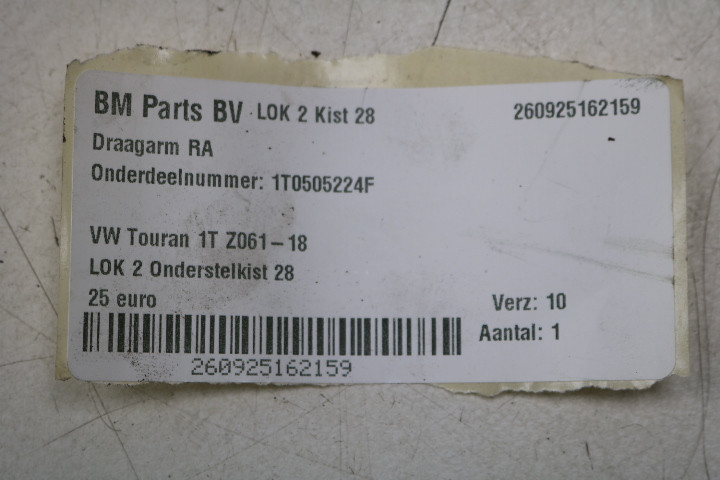 BM Parts BV LOK 2 Kist 28 260925162159
Draagarm RA
Onderdeelnummer: 1T0505224F
VW Touran 1T Z061-18
LOK 2 Onderstelkist 28
25 euro Verz: 10
Aantal: 1
260925162159